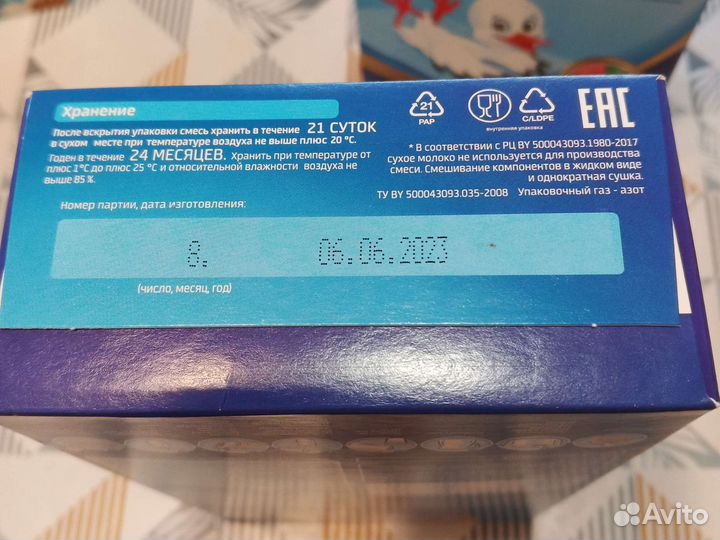 Хранение
После вскрытия упаковки смесь хранить в течение 21 СУТОК
в сухом месте при температуре воздуха не выше плюс 20 °С.
Годен в течение 24 МЕСЯЦЕВ. Хранить при температуре от
плюс 1°С до плюс 25 °С и относительной влажности воздуха не
выше 85 %.
Номер партии, дата изготовления:
8. 06.06.2023
(число, месяц, год)
21
PAP
внутренняя упаковка
C/LDPE
EAC
* В соответствии с РЦ BY 500043093.1980-2017
сухое молоко не используется для производства
смеси. Смешивание компонентов в жидком виде
и однократная сушка.
ТУ BY 500043093.035-2008 Упаковочный газ - азот
Avito